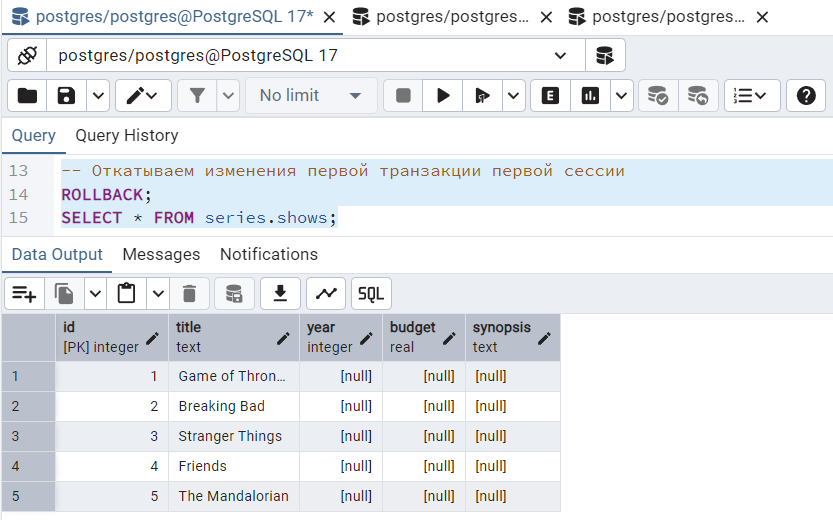 postgres/postgres@PostgreSQL 17* postgres/postgres... postgres/postgres...
postgres/postgres@PostgreSQL 17
No limit E
Query Query History
13 -- Откатываем изменения первой транзакции первой сессии
14 ROLLBACK;
15 SELECT * FROM series.shows;
Data Output Messages Notifications
SQL
id title year budget synopsis
[PK] integer text integer real text
1 1 Game of Thron... [null] [null] [null]
2 2 Breaking Bad [null] [null] [null]
3 3 Stranger Things [null] [null] [null]
4 4 Friends [null] [null] [null]
5 5 The Mandalorian [null] [null] [null]